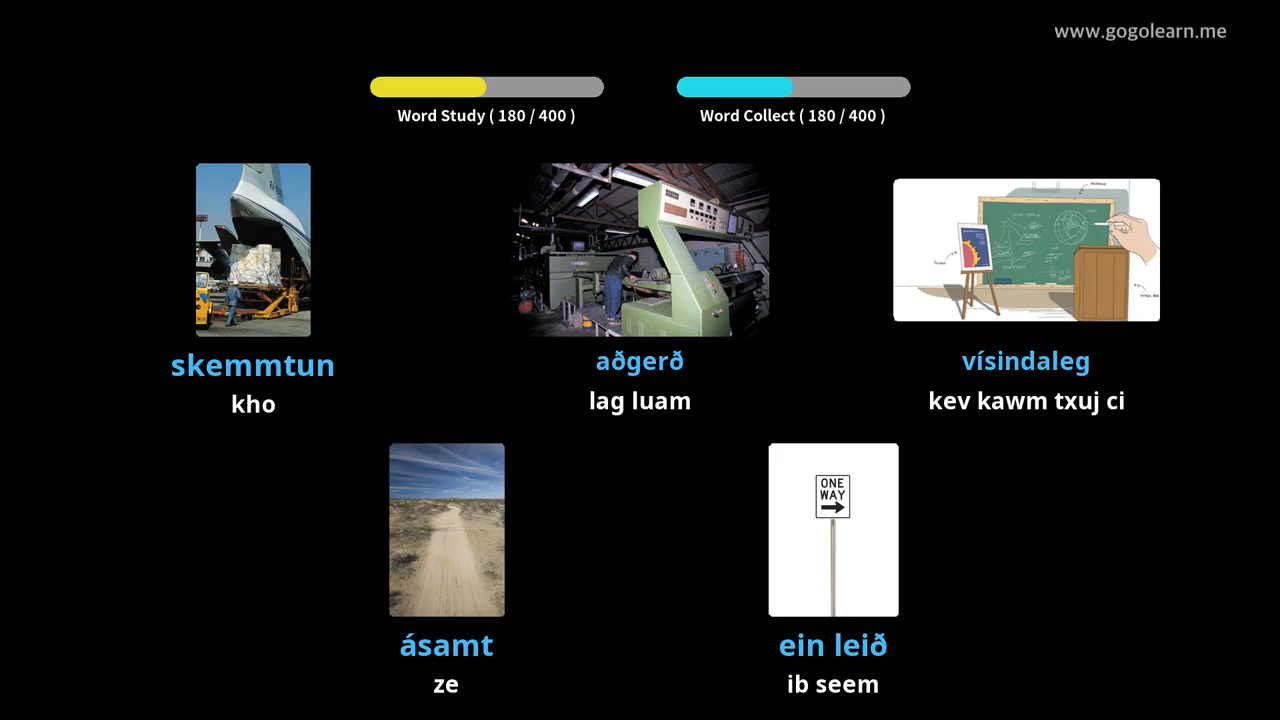 www.gogolearn.me
Word Study ( 180 / 400 )
Word Collect ( 180 / 400 )
skemmtun
kho
aðgerð
lag luam
vísindaleg
kev kawm txuj ci
ONE
WAY
ásamt
ze
ein leið
ib seem